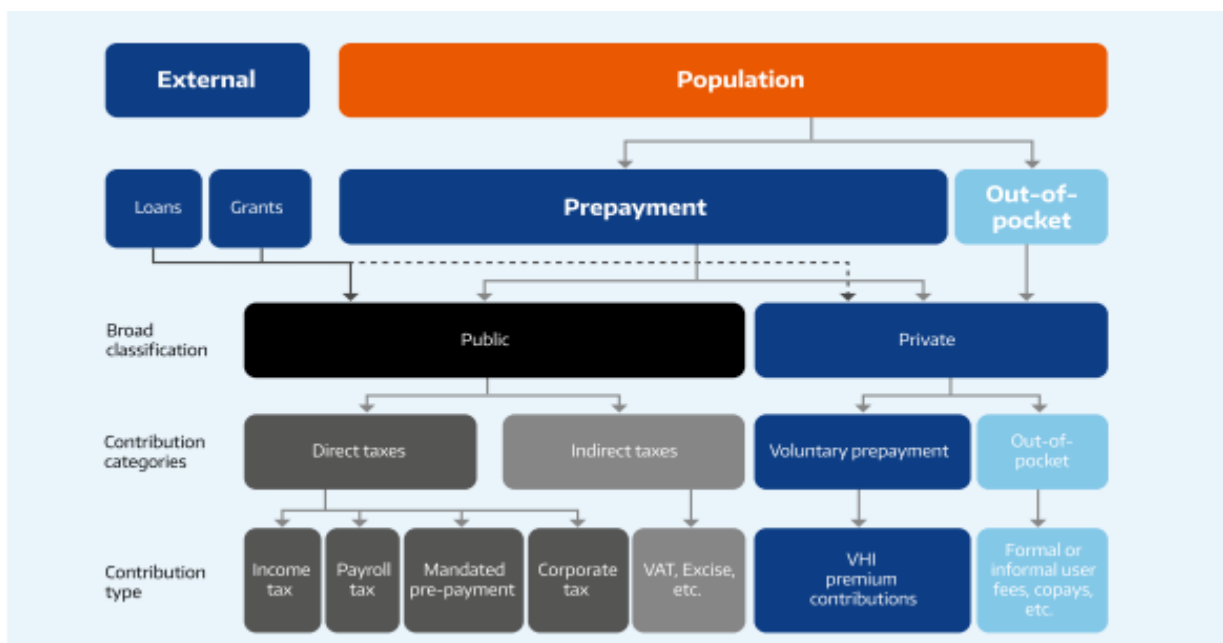 External
Population
Loans
Grants
Prepayment
Out-of-
pocket
Broad
classification
Public
Private
Contribution
categories
Direct taxes
Indirect taxes
Voluntary prepayment
Out-of-
pocket
Contribution
type
Income
tax
Payroll
tax
Mandated
pre-payment
Corporate
tax
VAT, Excise,
etc.
VHI
premium
contributions
Formal or
informal user
fees, copays,
etc.